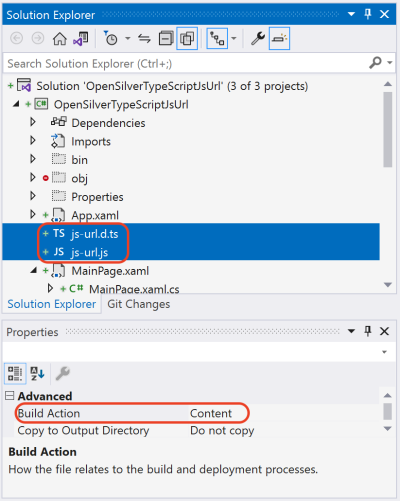 Solution Explorer
Search Solution Explorer (Ctrl+;)
Solution 'OpenSilverTypeScriptJsUrl' (3 of 3 projects)
C# OpenSilverTypeScriptJsUrl
Dependencies
Imports
bin
obj
Properties
App.xaml
TS js-url.d.ts
JS js-url.js
MainPage.xaml
C# MainPage.xaml.cs
Solution Explorer Git Changes
Properties
Advanced
Build Action Content
Copy to Output Directory Do not copy
Build Action
How the file relates to the build and deployment processes.